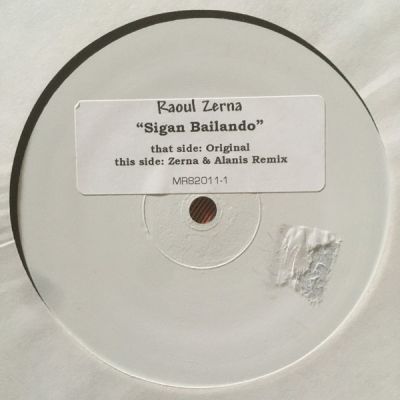 Raoul Zerna
"Sigan Bailando"
that side: Original
this side: Zerna & Alanis Remix
MRS2011-1